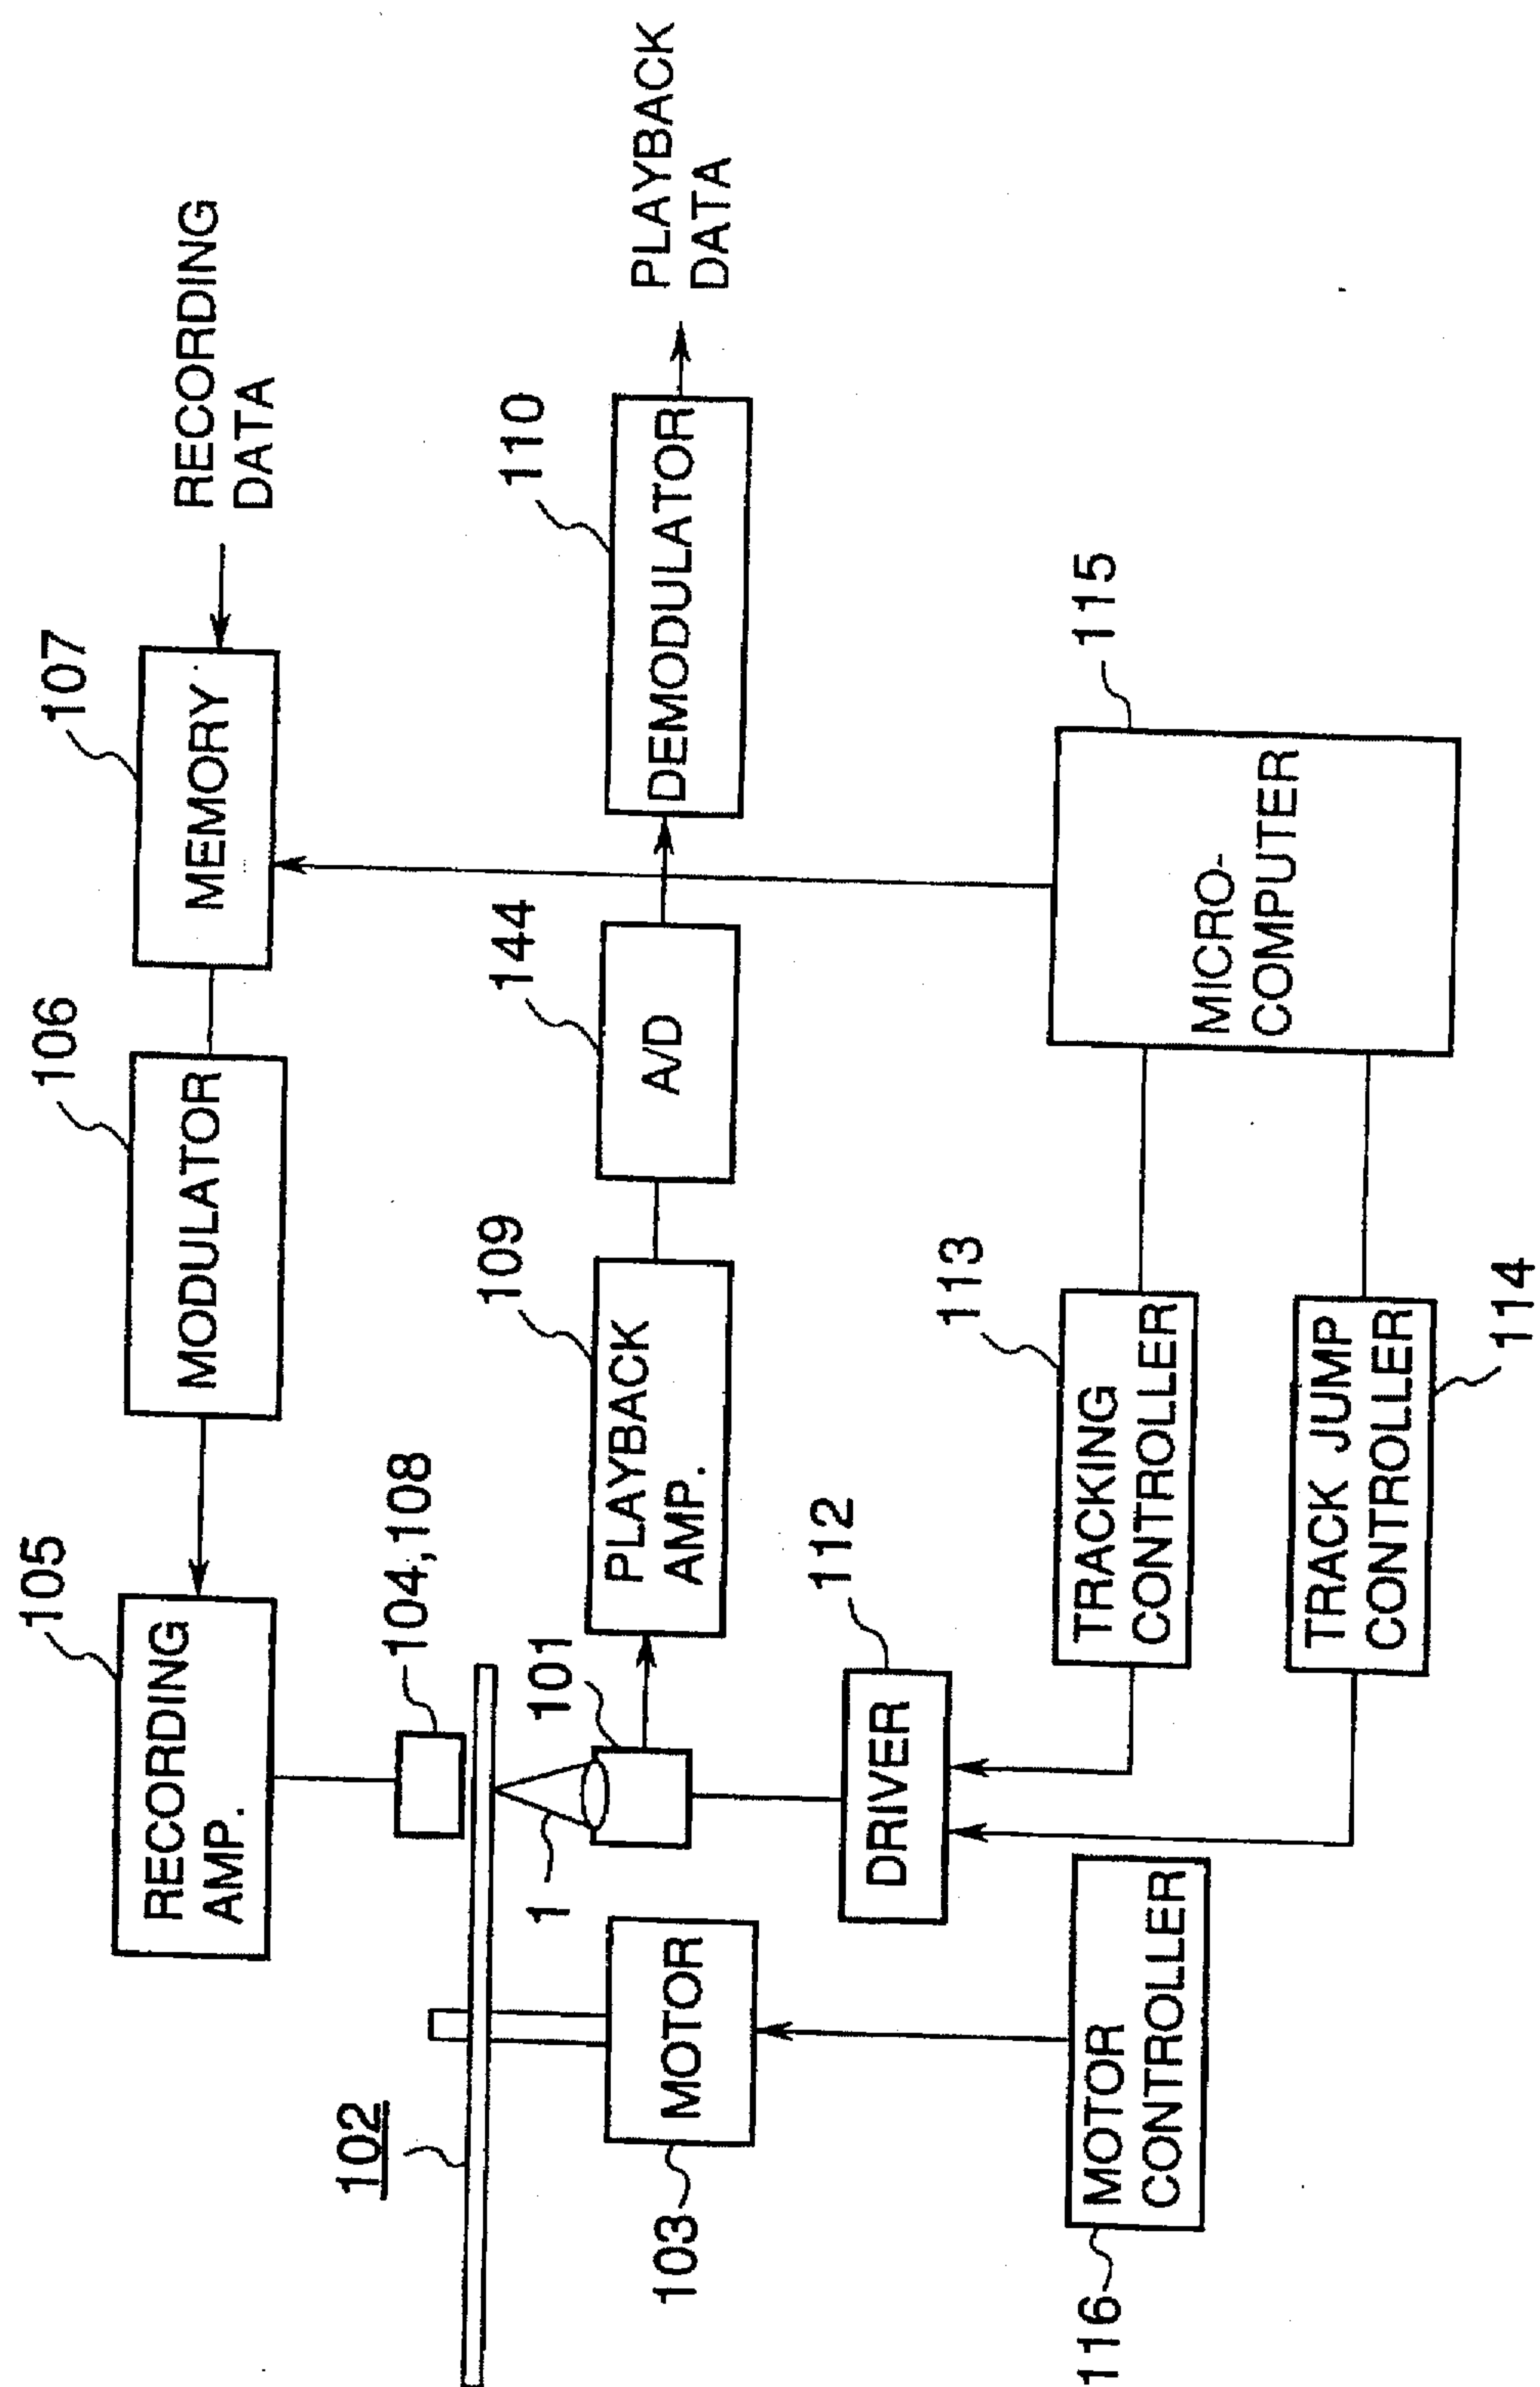 105
106
107
RECORDING
AMP.
MODULATOR
MEMORY
RECORDING
DATA
102
104,108
1
101
109
144
110
103
MOTOR
PLAYBACK
AMP.
A/D
DEMODULATOR
PLAYBACK
DATA
112
DRIVER
113
115
116
MOTOR
CONTROLLER
TRACKING
CONTROLLER
MICRO-
COMPUTER
TRACK JUMP
CONTROLLER
114